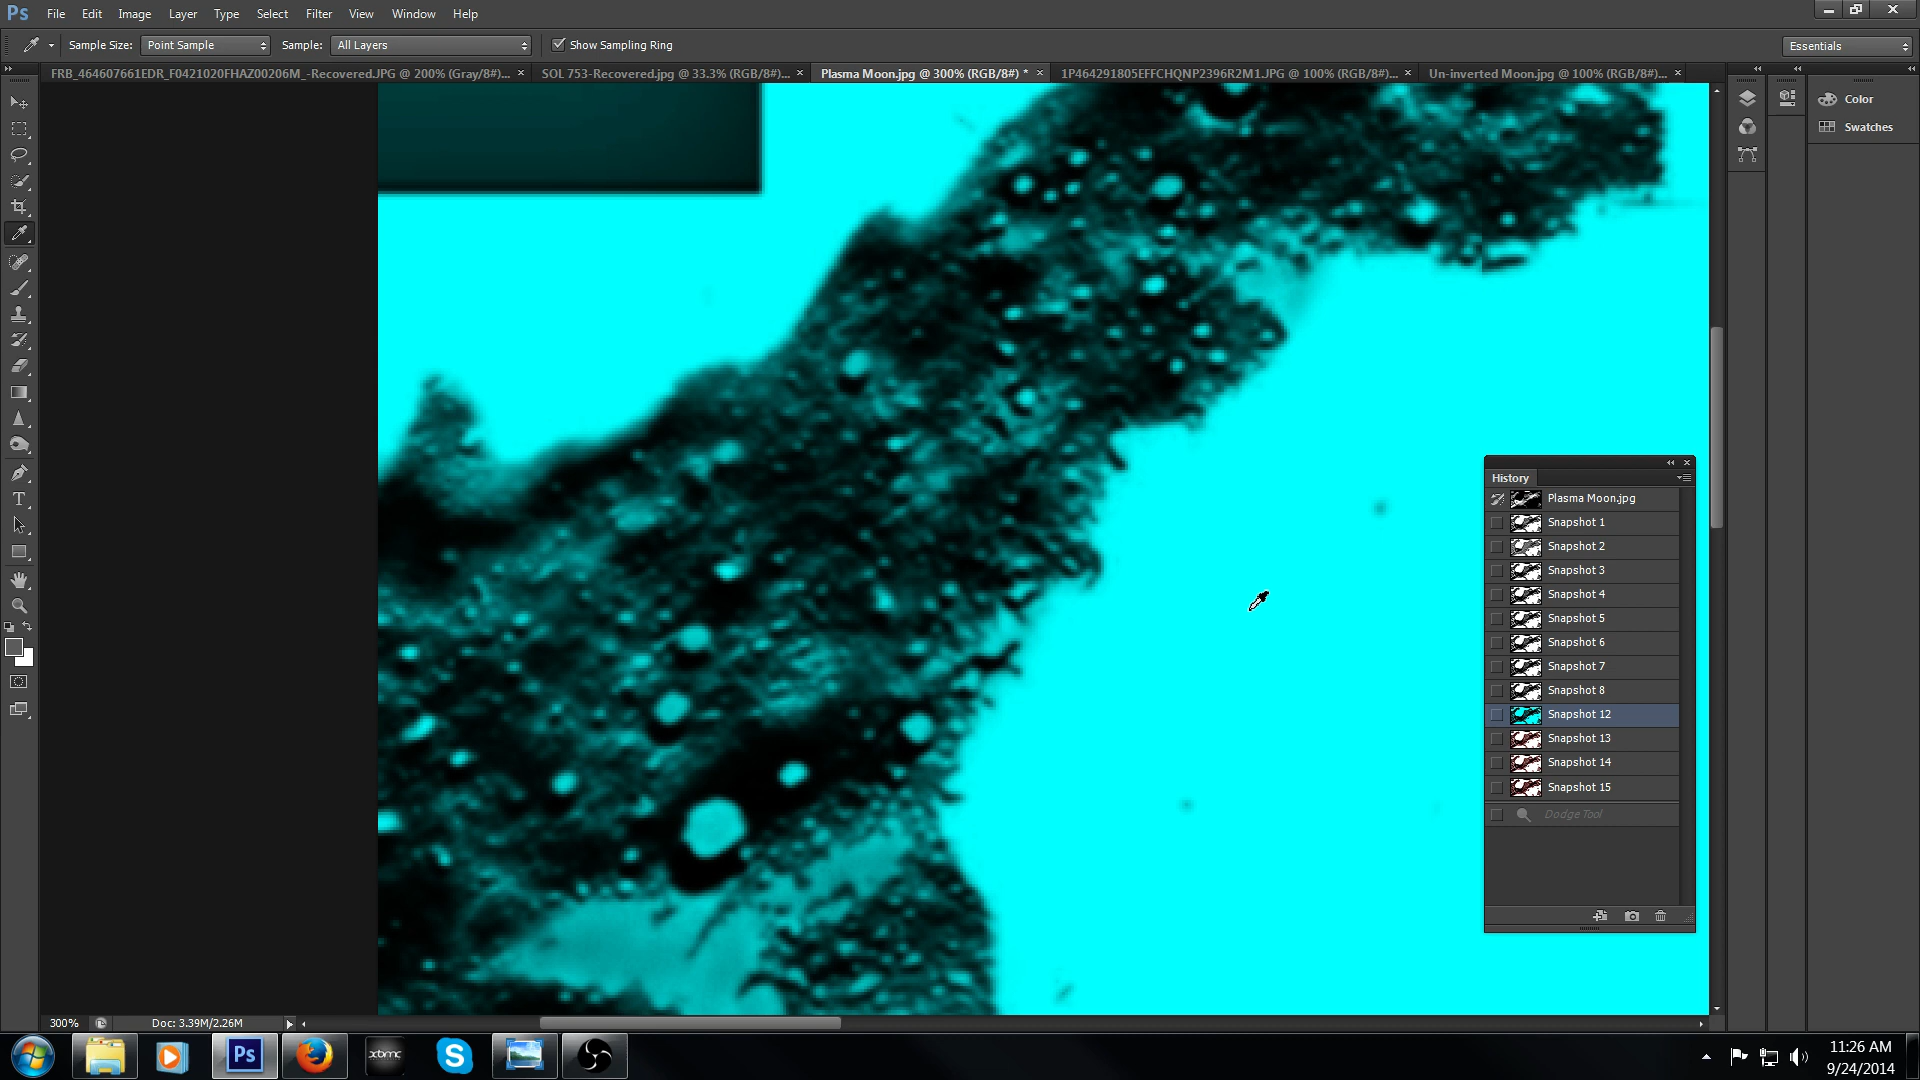 Ps File Edit Image Layer Type Select Filter View Window Help
Sample Size: Point Sample Sample: All Layers Show Sampling Ring Essentials
FRB_464607661EDR_F0421020FHAZ00206M_-Recovered.JPG @ 200% (Gray/8#)... × SOL 753-Recovered.jpg @ 33.3% (RGB/8#)... × Plasma Moon.jpg @ 300% (RGB/8#) * × 1P464291805EFFCHQNP2396R2M1.JPG @ 100% (RGB/8#)... × Un-inverted Moon.jpg @ 100% (RGB/8#)... ×
Color
Swatches
History
Plasma Moon.jpg
Snapshot 1
Snapshot 2
Snapshot 3
Snapshot 4
Snapshot 5
Snapshot 6
Snapshot 7
Snapshot 8
Snapshot 12
Snapshot 13
Snapshot 14
Snapshot 15
Dodge Tool
300% Doc: 3.39M/2.26M
Ps xbmc S
11:26 AM
9/24/2014